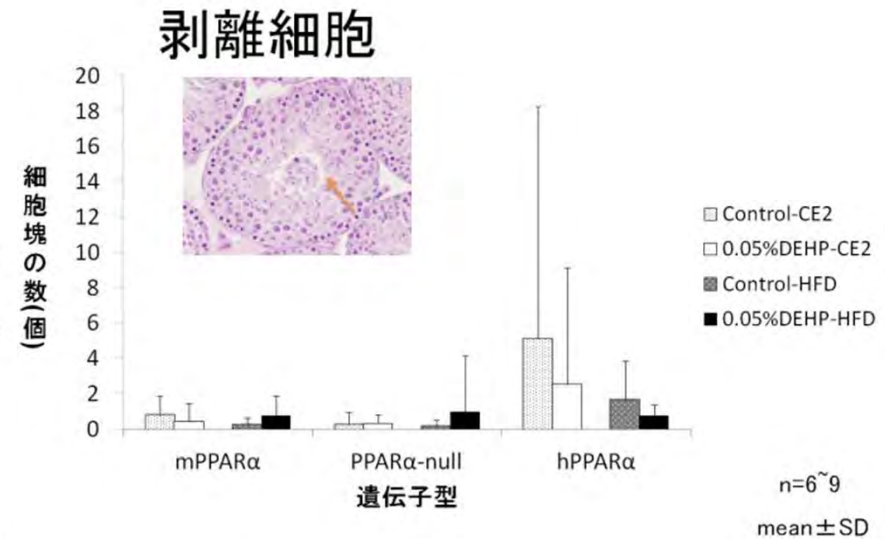 剥離細胞
細胞塊の数(個)
20
18
16
14
12
10
8
6
4
2
0
mPPARα
PPARα-null
hPPARα
遺伝子型
Control-CE2
0.05%DEHP-CE2
Control-HFD
0.05%DEHP-HFD
n=6~9
mean±SD